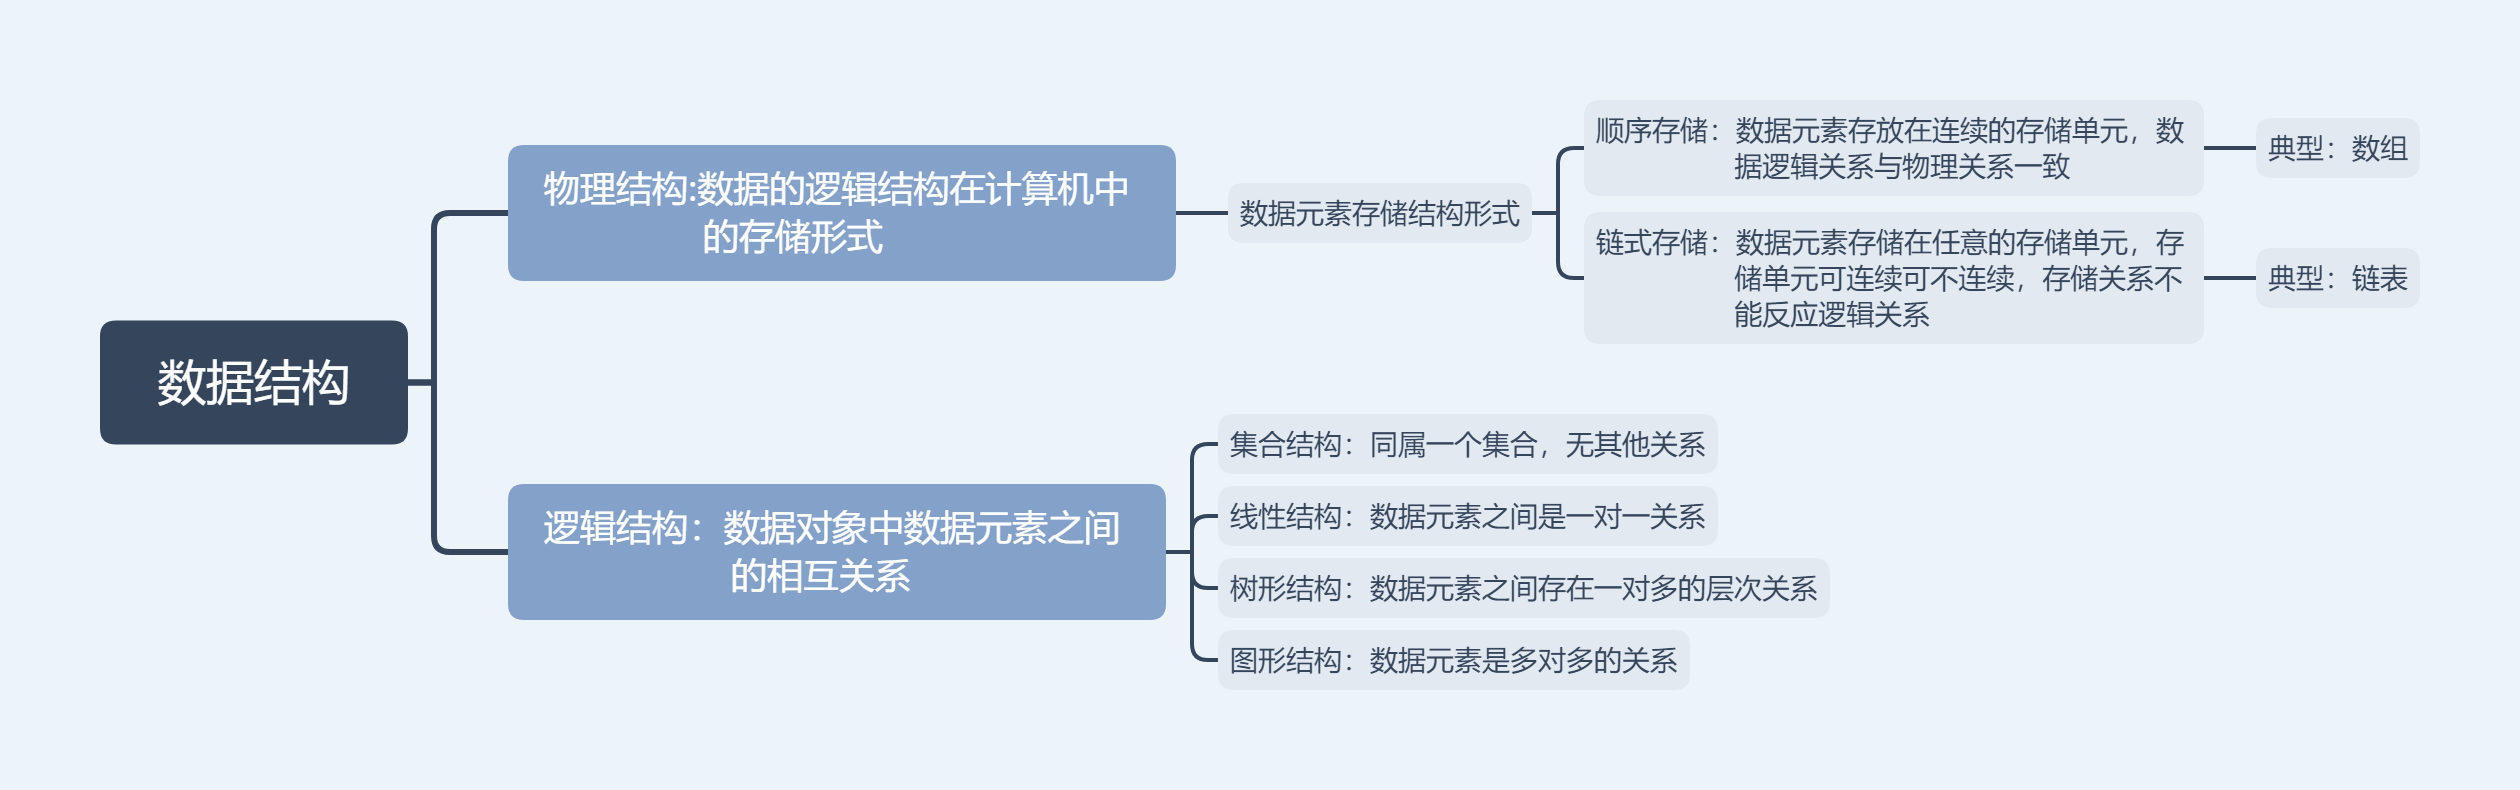 数据结构
物理结构:数据的逻辑结构在计算机中
的存储形式
数据元素存储结构形式
顺序存储：数据元素存放在连续的存储单元，数
据逻辑关系与物理关系一致
典型：数组
链式存储：数据元素存储在任意的存储单元，存
储单元可连续可不连续，存储关系不
能反应逻辑关系
典型：链表
逻辑结构：数据对象中数据元素之间
的相互关系
集合结构：同属一个集合，无其他关系
线性结构：数据元素之间是一对一关系
树形结构：数据元素之间存在一对多的层次关系
图形结构：数据元素是多对多的关系